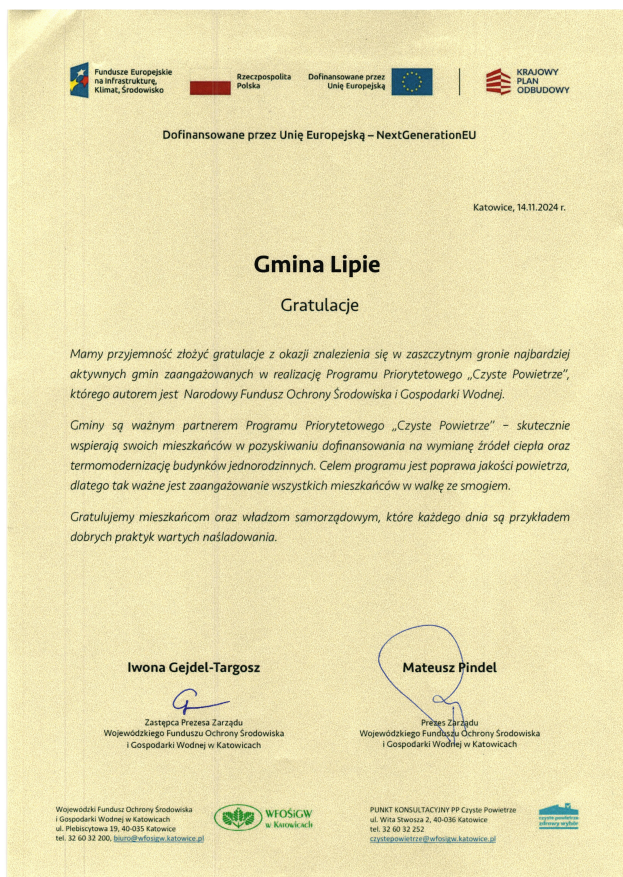 Fundusze Europejskie
na Infrastrukturę,
Klimat, Środowisko
Rzeczpospolita
Polska
Dofinansowane przez
Unię Europejską
KRAJOWY
PLAN
ODBUDOWY
Dofinansowane przez Unię Europejską – NextGenerationEU
Katowice, 14.11.2024 r.
Gmina Lipie
Gratulacje
Mamy przyjemność złożyć gratulacje z okazji znalezienia się w zaszczytnym gronie najbardziej
aktywnych gmin zaangażowanych w realizację Programu Priorytetowego „Czyste Powietrze",
którego autorem jest Narodowy Fundusz Ochrony Środowiska i Gospodarki Wodnej.
Gminy są ważnym partnerem Programu Priorytetowego „Czyste Powietrze" – skutecznie
wspierają swoich mieszkańców w pozyskiwaniu dofinansowania na wymianę źródeł ciepła oraz
termomodernizację budynków jednorodzinnych. Celem programu jest poprawa jakości powietrza,
dlatego tak ważne jest zaangażowanie wszystkich mieszkańców w walkę ze smogiem.
Gratulujemy mieszkańcom oraz władzom samorządowym, które każdego dnia są przykładem
dobrych praktyk wartych naśladowania.
Iwona Gejdel-Targosz
Zastępca Prezesa Zarządu
Wojewódzkiego Funduszu Ochrony Środowiska
i Gospodarki Wodnej w Katowicach
Mateusz Pindel
Prezes Zarządu
Wojewódzkiego Funduszu Ochrony Środowiska
i Gospodarki Wodnej w Katowicach
Wojewódzki Fundusz Ochrony Środowiska
i Gospodarki Wodnej w Katowicach
ul. Plebiscytowa 19, 40-035 Katowice
tel. 32 60 32 200, biuro@wfosigw.katowice.pl
WFOŚiGW
w Katowicach
PUNKT KONSULTACYJNY PP Czyste Powietrze
ul. Wita Stwosza 2, 40-036 Katowice
tel. 32 60 32 252
czystepowietrze@wfosigw.katowice.pl
czyste powietrze
zdrowy wybór